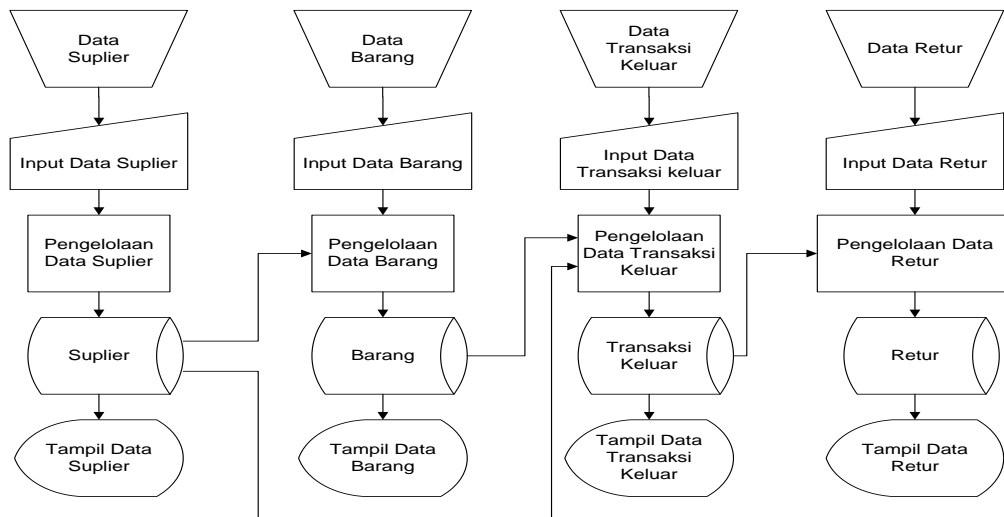 Data
Suplier
Data
Barang
Data
Transaksi
Keluar
Data Retur
Input Data Suplier
Input Data Barang
Input Data
Transaksi keluar
Input Data Retur
Pengelolaan
Data Suplier
Pengelolaan
Data Barang
Pengelolaan
Data Transaksi
Keluar
Pengelolaan Data
Retur
Suplier
Barang
Transaksi
Keluar
Retur
Tampil Data
Suplier
Tampil Data
Barang
Tampil Data
Transaksi
Keluar
Tampil Data
Retur